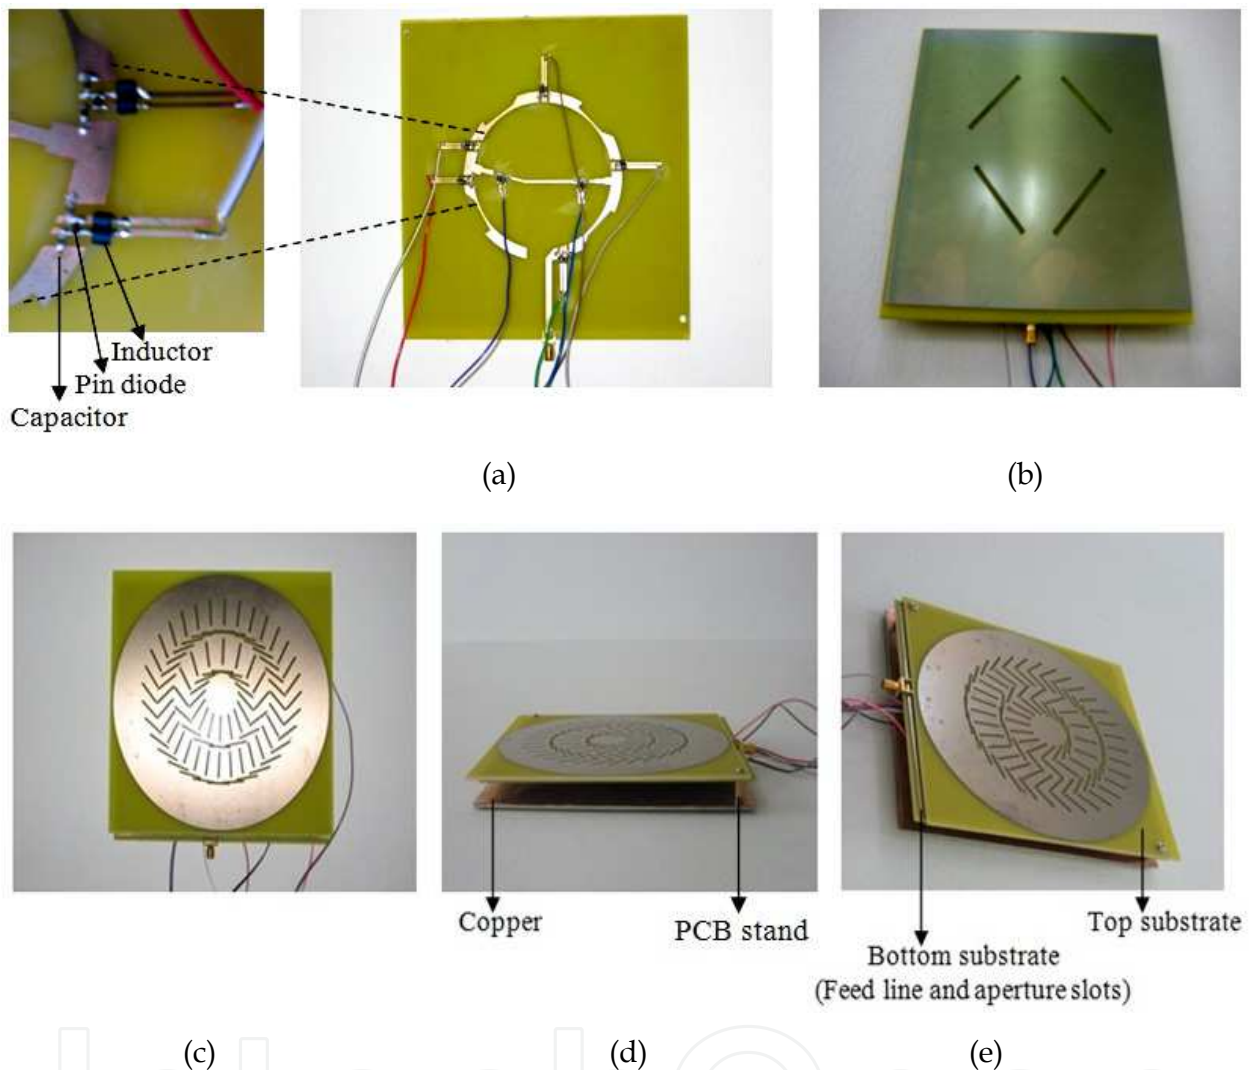 Inductor
Pin diode
Capacitor
(a)
(b)
Copper
PCB stand
Top substrate
Bottom substrate
(Feed line and aperture slots)
(c)
(d)
(e)